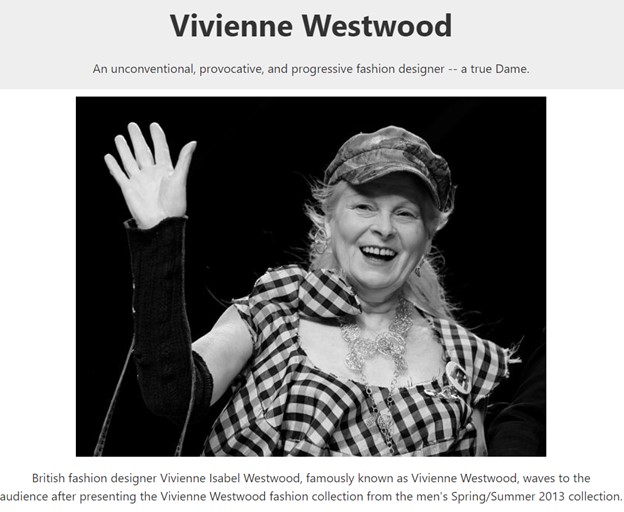 Vivienne Westwood
An unconventional, provocative, and progressive fashion designer -- a true Dame.
British fashion designer Vivienne Isabel Westwood, famously known as Vivienne Westwood, waves to the
audience after presenting the Vivienne Westwood fashion collection from the men's Spring/Summer 2013 collection.